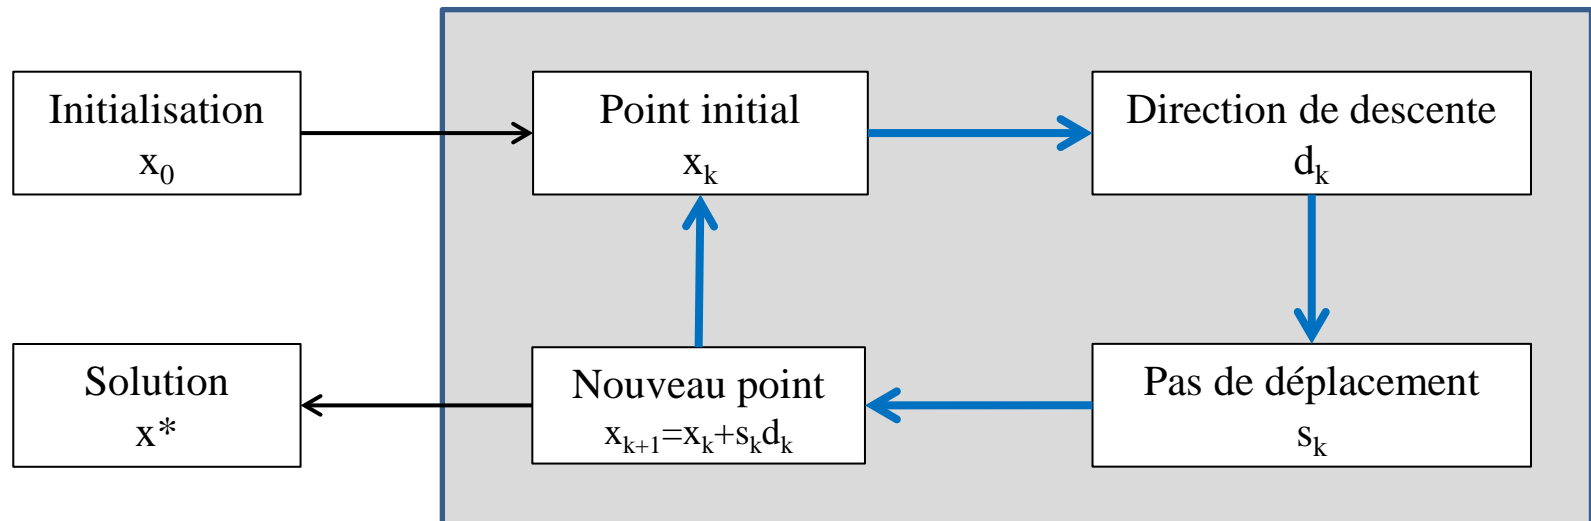 Initialisation
x₀
Point initial
xₖ
Direction de descente
dₖ
Solution
x*
Nouveau point
xₖ₊₁=xₖ+sₖdₖ
Pas de déplacement
sₖ